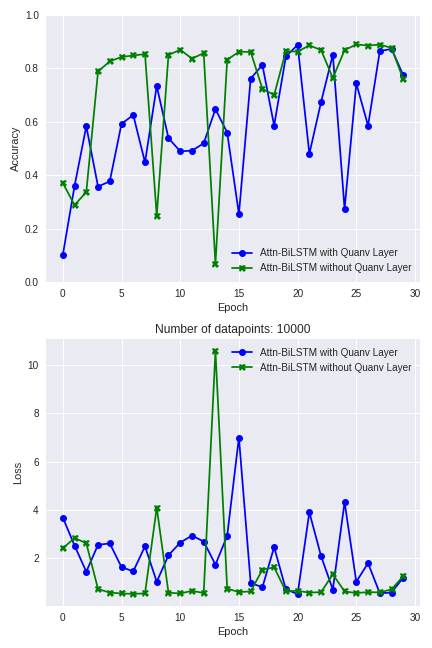 1.0
0.8
0.6
0.4
0.2
0.0
Accuracy
Attn-BiLSTM with Quanv Layer
Attn-BiLSTM without Quanv Layer
0 5 10 15 20 25 30
Epoch
Number of datapoints: 10000
10
8
6
4
2
Loss
Attn-BiLSTM with Quanv Layer
Attn-BiLSTM without Quanv Layer
0 5 10 15 20 25 30
Epoch